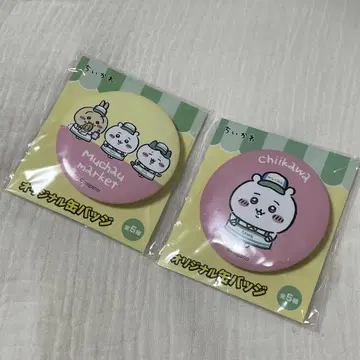 ちいかわ
Muchau
market
オリジナル缶バッジ
全5種
ちいかわ
Chiikawa
オリジナル缶バッジ
全5種